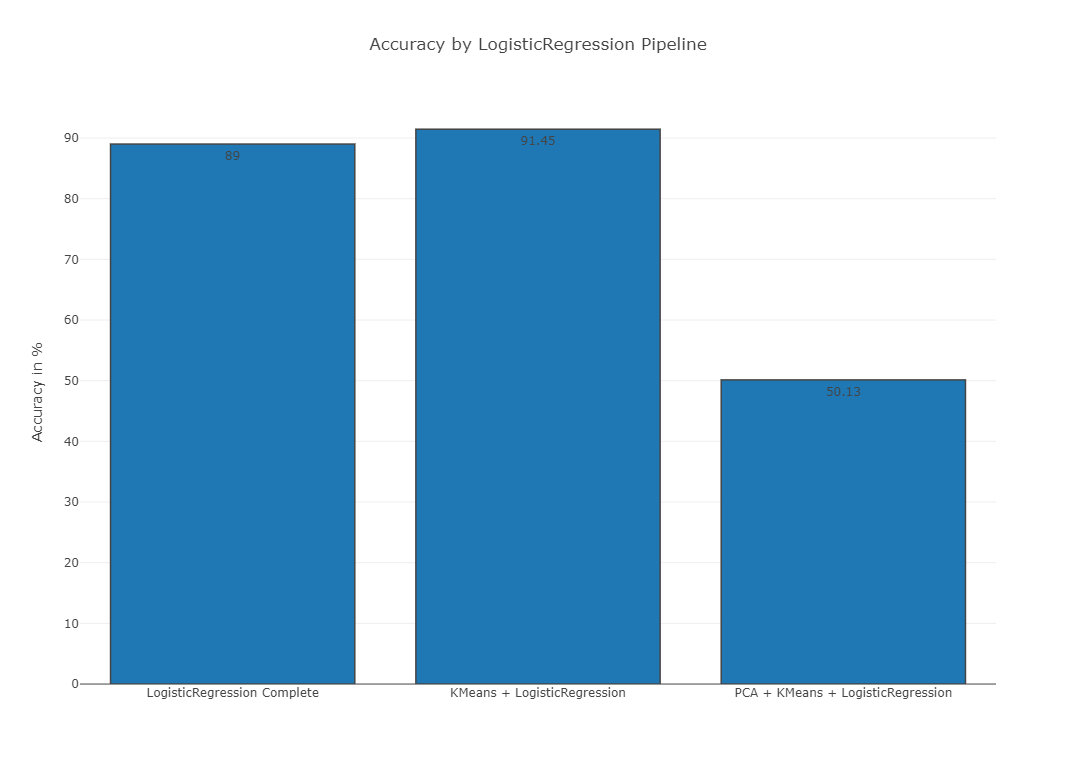 Accuracy by LogisticRegression Pipeline
Accuracy in %
90
80
70
60
50
40
30
20
10
0
89
91.45
50.13
LogisticRegression Complete
KMeans + LogisticRegression
PCA + KMeans + LogisticRegression